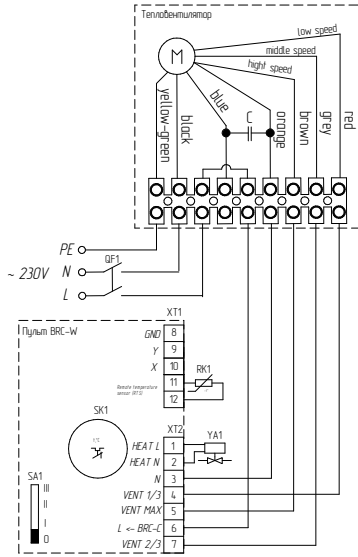 Тепловентилятор
low speed
M
middle speed
hight speed
yellow-green
black
blue
C
orange
brown
grey
red
PE
~ 230V N
QF1
L
Пульт BRC-W
XT1
GND 8
Y 9
X 10
RK1
Remote temperature
sensor (RTS)
11
12
SK1
XT2
YA1
HEAT L 1
HEAT N 2
SA1
N 3
III
VENT 1/3 4
II
VENT MAX 5
I
L <- BRC-C 6
0
VENT 2/3 7